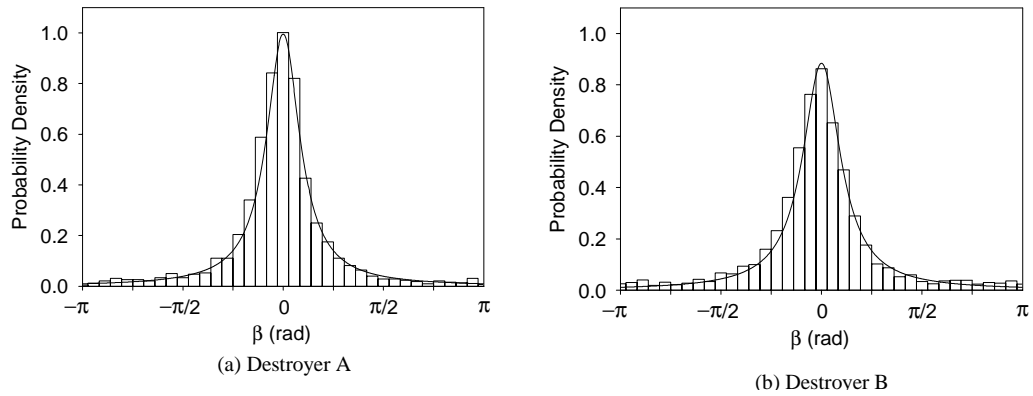 Probability Density
1.0
0.8
0.6
0.4
0.2
0.0
−π
−π/2
0
π/2
π
β (rad)
(a) Destroyer A
Probability Density
1.0
0.8
0.6
0.4
0.2
0.0
−π
−π/2
0
π/2
π
β (rad)
(b) Destroyer B